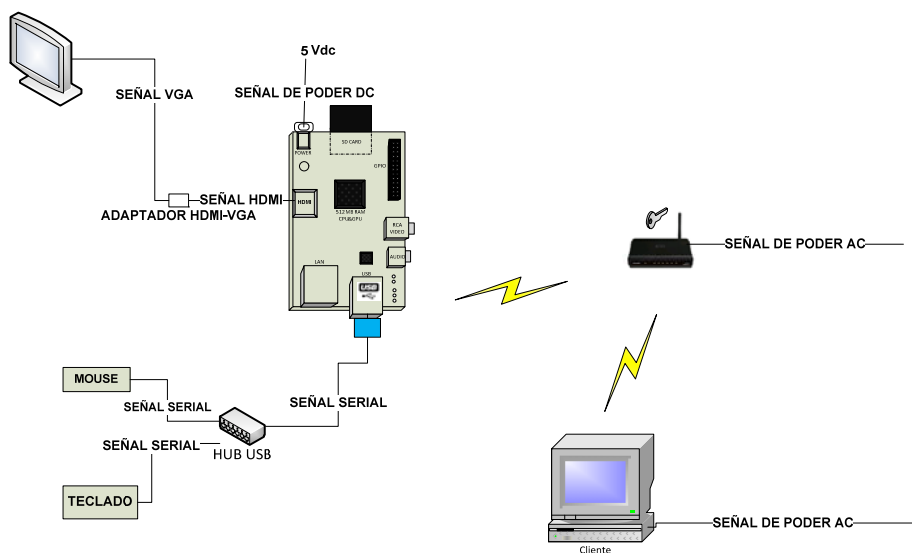 5 Vdc
SEÑAL VGA
SEÑAL DE PODER DC
SD CARD
POWER
GPIO
SEÑAL HDMI
HDMI
ADAPTADOR HDMI-VGA
512 MB RAM
CPU&GPU
RCA
VIDEO
AUDIO
LAN
USB
USB
SEÑAL DE PODER AC
MOUSE
SEÑAL SERIAL
SEÑAL SERIAL
SEÑAL SERIAL
HUB USB
TECLADO
SEÑAL DE PODER AC
Cliente